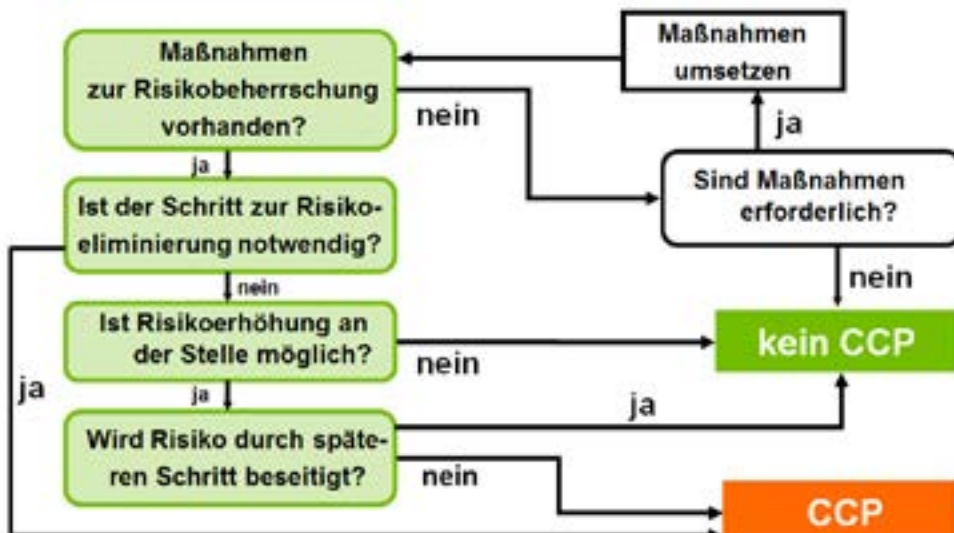 Maßnahmen
zur Risikobeherrschung
vorhanden?
nein
Maßnahmen
umsetzen
ja
Sind Maßnahmen
erforderlich?
nein
ja
Ist der Schritt zur Risiko-
eliminierung notwendig?
ja
nein
Ist Risikoerhöhung an
der Stelle möglich?
nein
kein CCP
ja
Wird Risiko durch späte-
ren Schritt beseitigt?
ja
nein
CCP